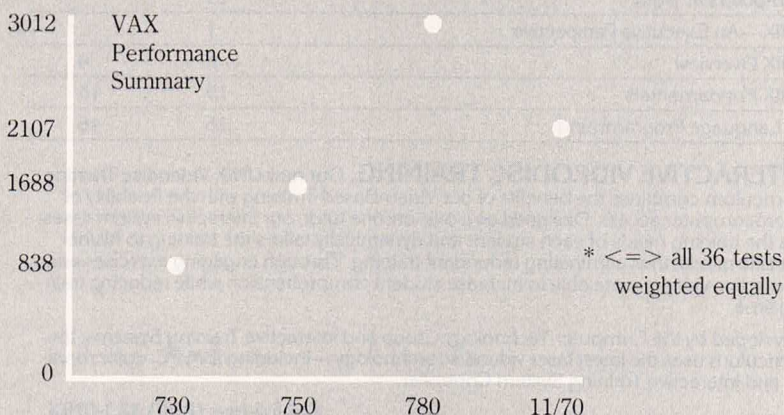 3012
VAX
Performance
Summary
2107
1688
838
* <=> all 36 tests
weighted equally
0
730 750 780 11/70